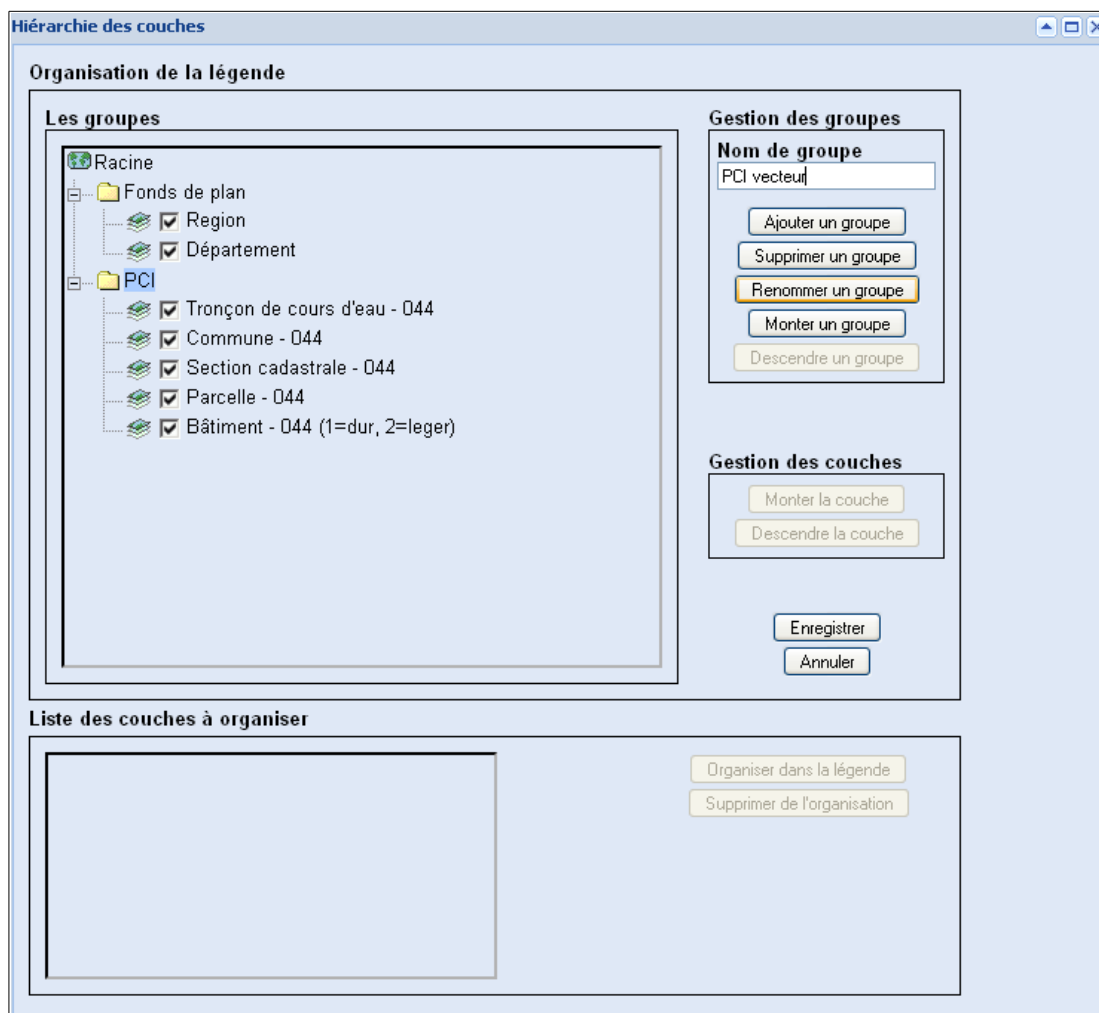 Hiérarchie des couches
Organisation de la légende
Les groupes
Racine
Fonds de plan
Region
Département
PCI
Tronçon de cours d'eau - 044
Commune - 044
Section cadastrale - 044
Parcelle - 044
Bâtiment - 044 (1=dur, 2=leger)
Gestion des groupes
Nom de groupe
PCI vecteur
Ajouter un groupe
Supprimer un groupe
Renommer un groupe
Monter un groupe
Descendre un groupe
Gestion des couches
Monter la couche
Descendre la couche
Enregistrer
Annuler
Liste des couches à organiser
Organiser dans la légende
Supprimer de l'organisation